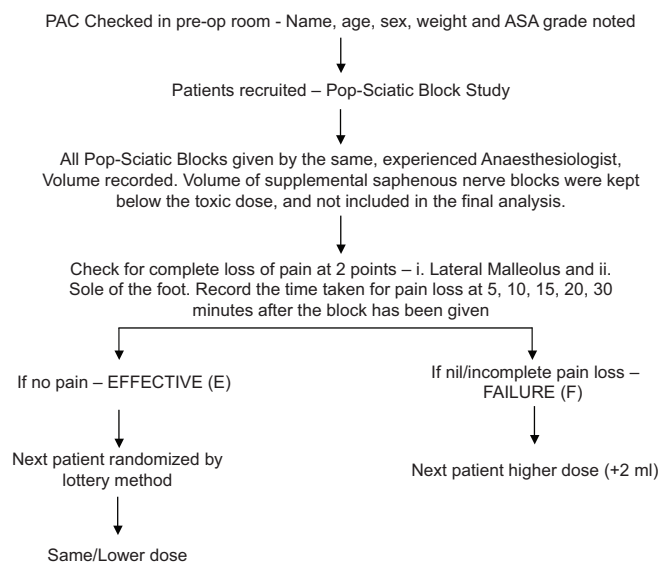 PAC Checked in pre-op room - Name, age, sex, weight and ASA grade noted
Patients recruited – Pop-Sciatic Block Study
All Pop-Sciatic Blocks given by the same, experienced Anaesthesiologist,
Volume recorded. Volume of supplemental saphenous nerve blocks were kept
below the toxic dose, and not included in the final analysis.
Check for complete loss of pain at 2 points – i. Lateral Malleolus and ii.
Sole of the foot. Record the time taken for pain loss at 5, 10, 15, 20, 30
minutes after the block has been given
If no pain – EFFECTIVE (E)
Next patient randomized by
lottery method
Same/Lower dose
If nil/incomplete pain loss –
FAILURE (F)
Next patient higher dose (+2 ml)